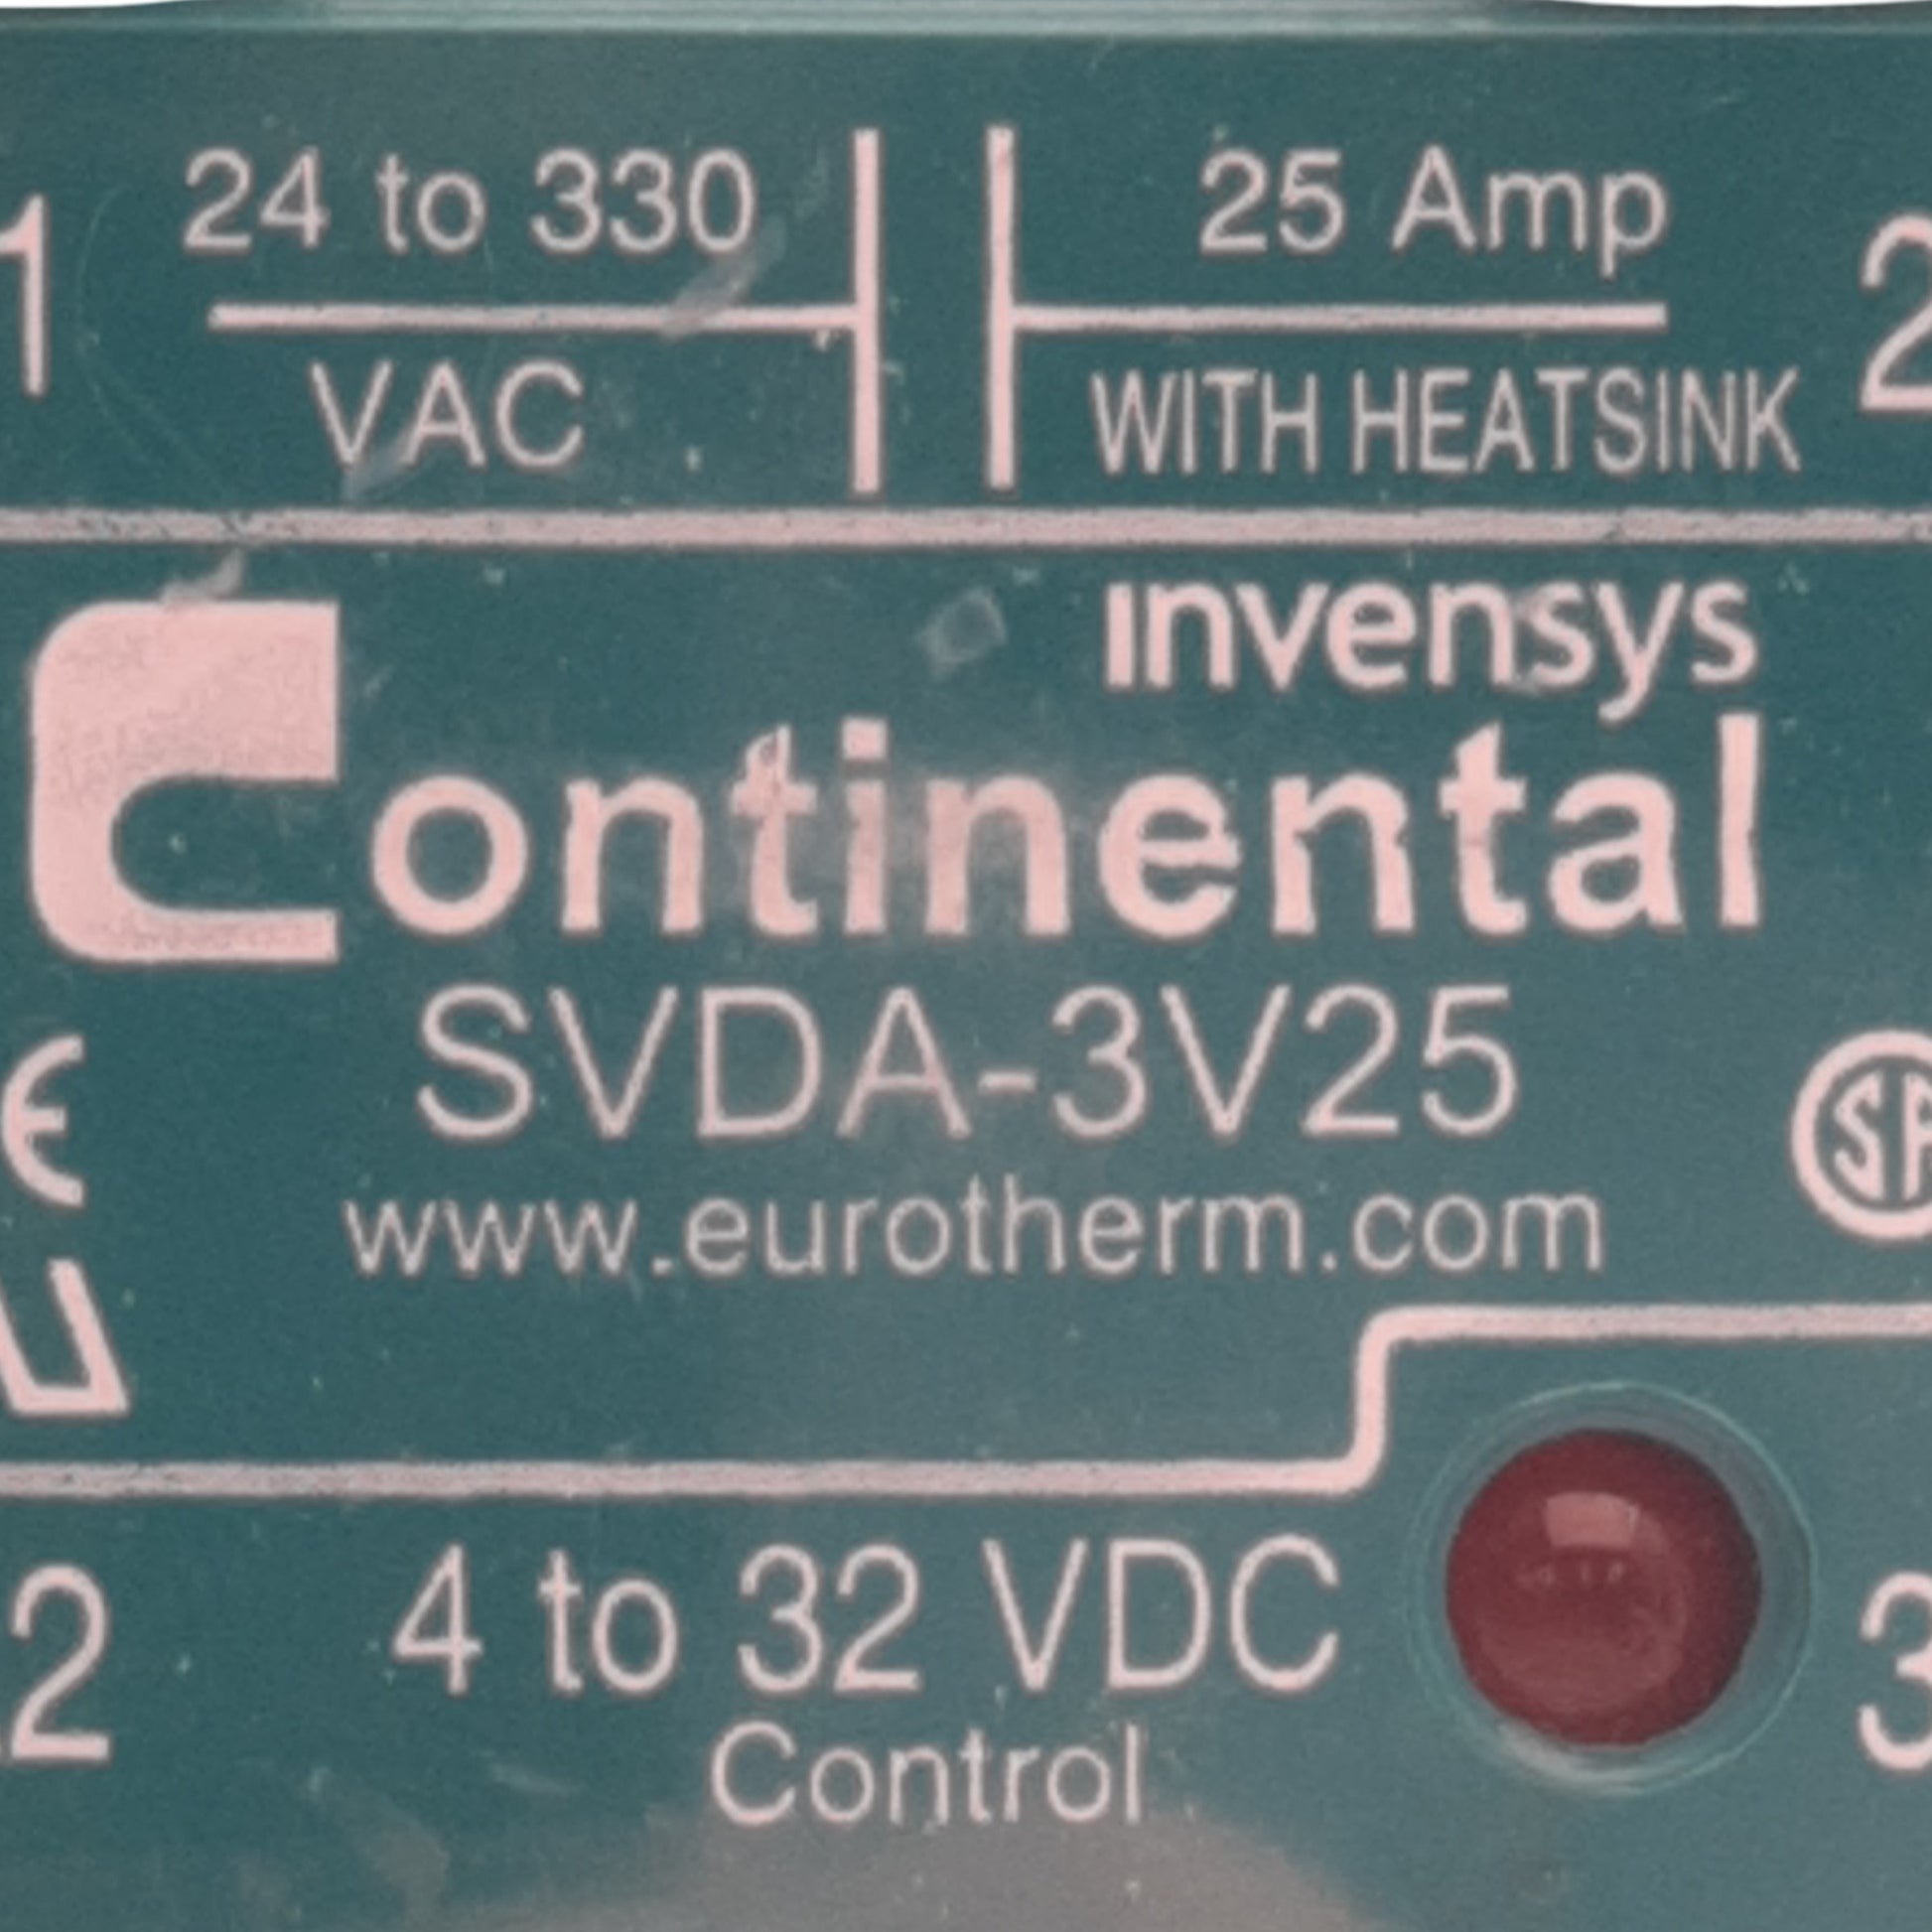 24 to 330
25 Amp
1
2
VAC
WITH HEATSINK
invensys
Continental
SVDA-3V25
www.eurotherm.com
4 to 32 VDC
2
3
Control